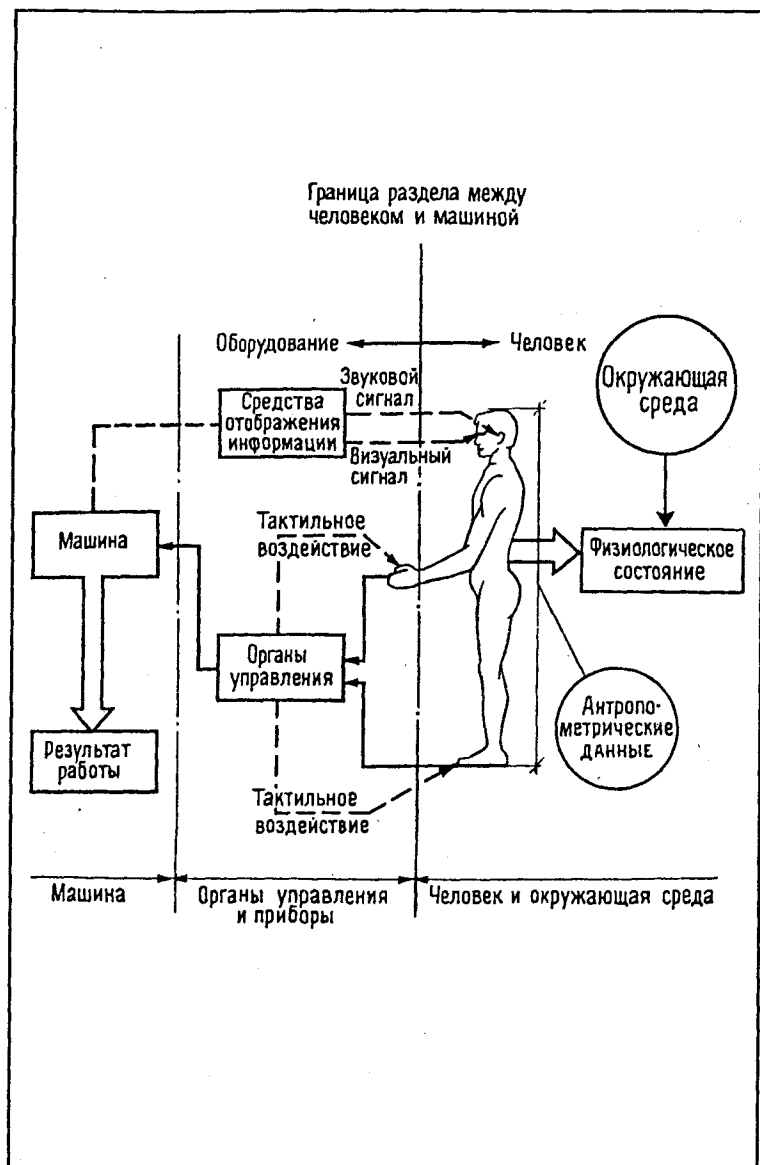 Граница раздела между
человеком и машиной
Оборудование
Человек
Окружающая
среда
Звуковой
сигнал
Средства
отображения
информации
Визуальный
сигнал
Тактильное
воздействие
Машина
Физиологическое
состояние
Органы
управления
Антропо-
метрические
данные
Результат
работы
Тактильное
воздействие
Машина
Органы управления
и приборы
Человек и окружающая среда